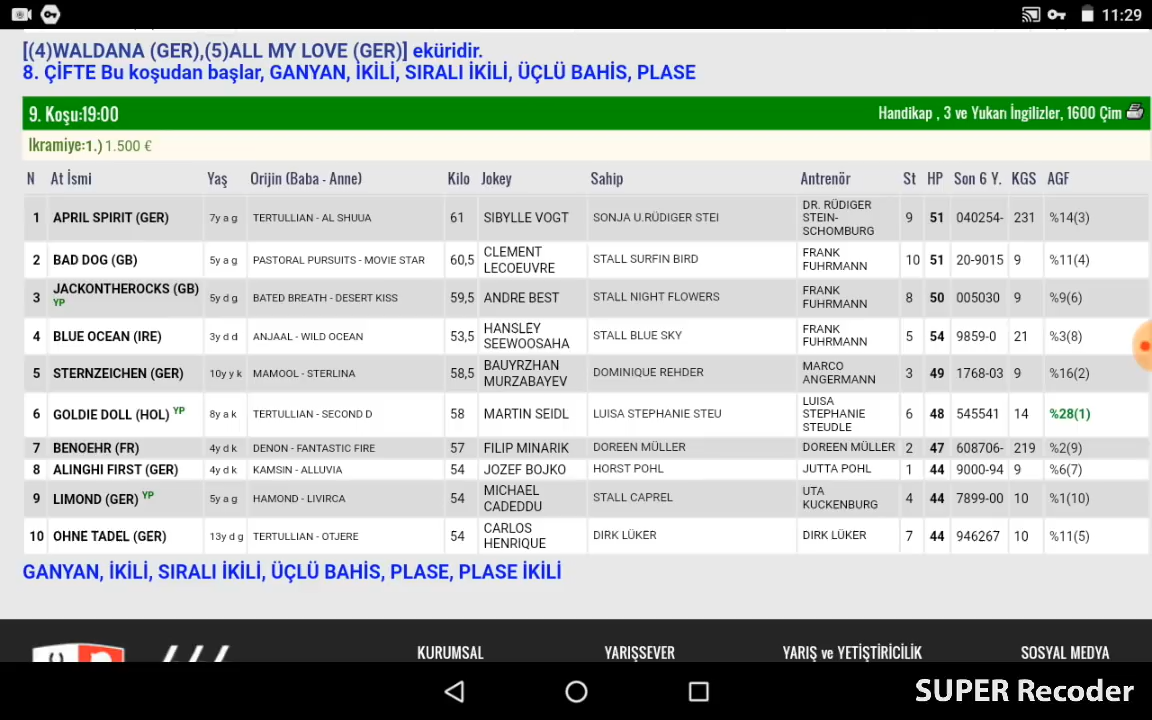 11:29
[(4)WALDANA (GER),(5)ALL MY LOVE (GER)] eküridir.
8. ÇİFTE Bu koşudan başlar, GANYAN, İKİLİ, SIRALI İKİLİ, ÜÇLÜ BAHİS, PLASE
9. Koşu:19:00 Handikap , 3 ve Yukarı İngilizler, 1600 Çim
Ikramiye:1.) 1.500 €
N At İsmi Yaş Orijin (Baba - Anne) Kilo Jokey Sahip Antrenör St HP Son 6 Y. KGS AGF
1 APRIL SPIRIT (GER) 7y a g TERTULLIAN - AL SHUUA 61 SIBYLLE VOGT SONJA U.RÜDIGER STEI DR. RÜDIGER STEIN-SCHOMBURG 9 51 040254- 231 %14(3)
2 BAD DOG (GB) 5y a g PASTORAL PURSUITS - MOVIE STAR 60,5 CLEMENT LECOEUVRE STALL SURFIN BIRD FRANK FUHRMANN 10 51 20-9015 9 %11(4)
3 JACKONTHEROCKS (GB) YP 5y d g BATED BREATH - DESERT KISS 59,5 ANDRE BEST STALL NIGHT FLOWERS FRANK FUHRMANN 8 50 005030 9 %9(6)
4 BLUE OCEAN (IRE) 3y d d ANJAAL - WILD OCEAN 53,5 HANSLEY SEEWOOSAHA STALL BLUE SKY FRANK FUHRMANN 5 54 9859-0 21 %3(8)
5 STERNZEICHEN (GER) 10y y k MAMOOL - STERLINA 58,5 BAUYRZHAN MURZABAYEV DOMINIQUE REHDER MARCO ANGERMANN 3 49 1768-03 9 %16(2)
6 GOLDIE DOLL (HOL) YP 8y a k TERTULLIAN - SECOND D 58 MARTIN SEIDL LUISA STEPHANIE STEU LUISA STEPHANIE STEUDLE 6 48 545541 14 %28(1)
7 BENOEHR (FR) 4y d k DENON - FANTASTIC FIRE 57 FILIP MINARIK DOREEN MÜLLER DOREEN MÜLLER 2 47 608706- 219 %2(9)
8 ALINGHI FIRST (GER) 4y d k KAMSIN - ALLUVIA 54 JOZEF BOJKO HORST POHL JUTTA POHL 1 44 9000-94 9 %6(7)
9 LIMOND (GER) YP 5y a g HAMOND - LIVIRCA 54 MICHAEL CADEDDU STALL CAPREL UTA KUCKENBURG 4 44 7899-00 10 %1(10)
10 OHNE TADEL (GER) 13y d g TERTULLIAN - OTJERE 54 CARLOS HENRIQUE DIRK LÜKER DIRK LÜKER 7 44 946267 10 %11(5)
GANYAN, İKİLİ, SIRALI İKİLİ, ÜÇLÜ BAHİS, PLASE, PLASE İKİLİ
KURUMSAL YARIŞSEVER YARIŞ ve YETİŞTİRİCİLİK SOSYAL MEDYA
SUPER Recoder